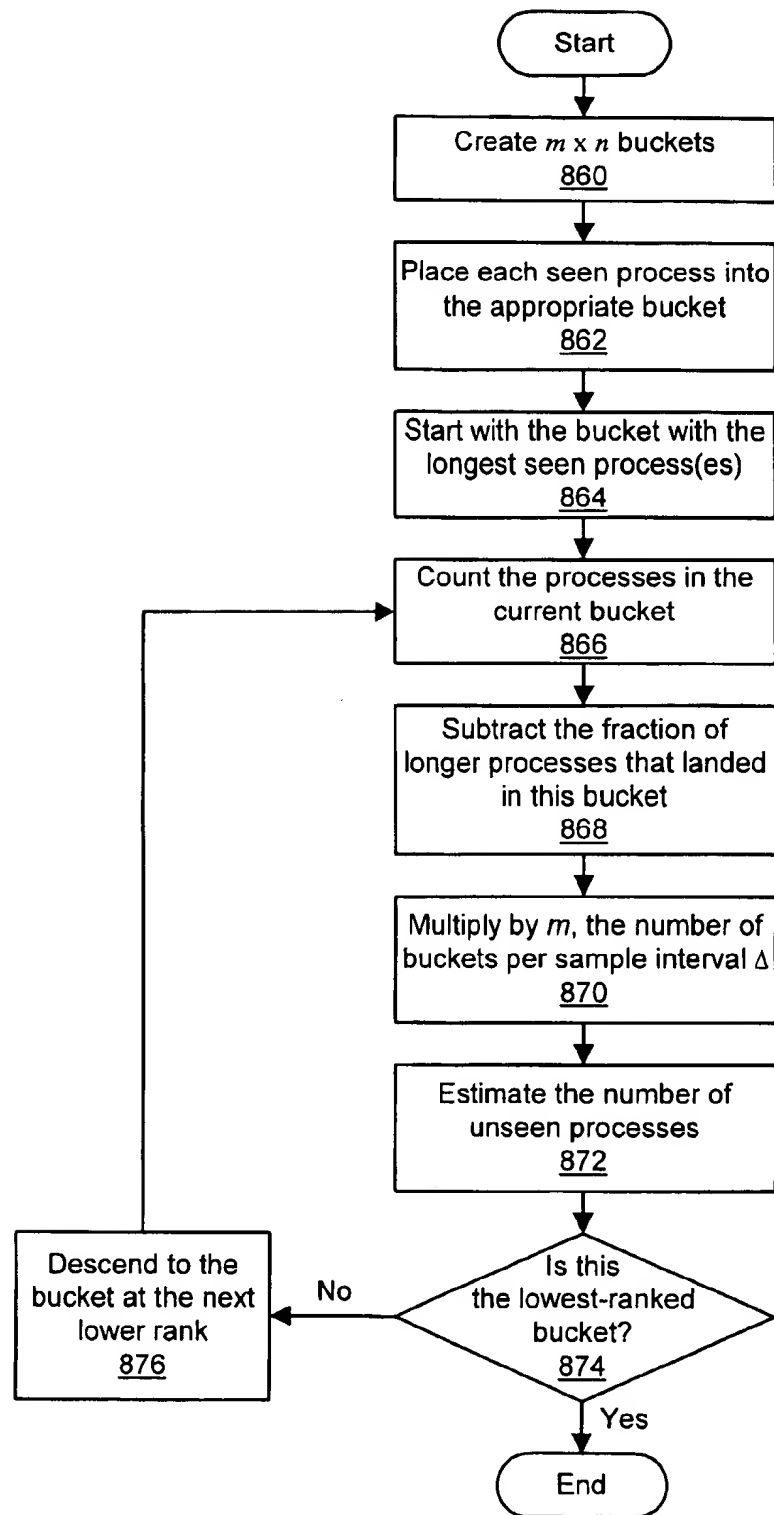 Start
Create m x n buckets
860
Place each seen process into
the appropriate bucket
862
Start with the bucket with the
longest seen process(es)
864
Count the processes in the
current bucket
866
Subtract the fraction of
longer processes that landed
in this bucket
868
Multiply by m, the number of
buckets per sample interval Δ
870
Estimate the number of
unseen processes
872
Is this
the lowest-ranked
bucket?
874
No
Descend to the
bucket at the next
lower rank
876
Yes
End